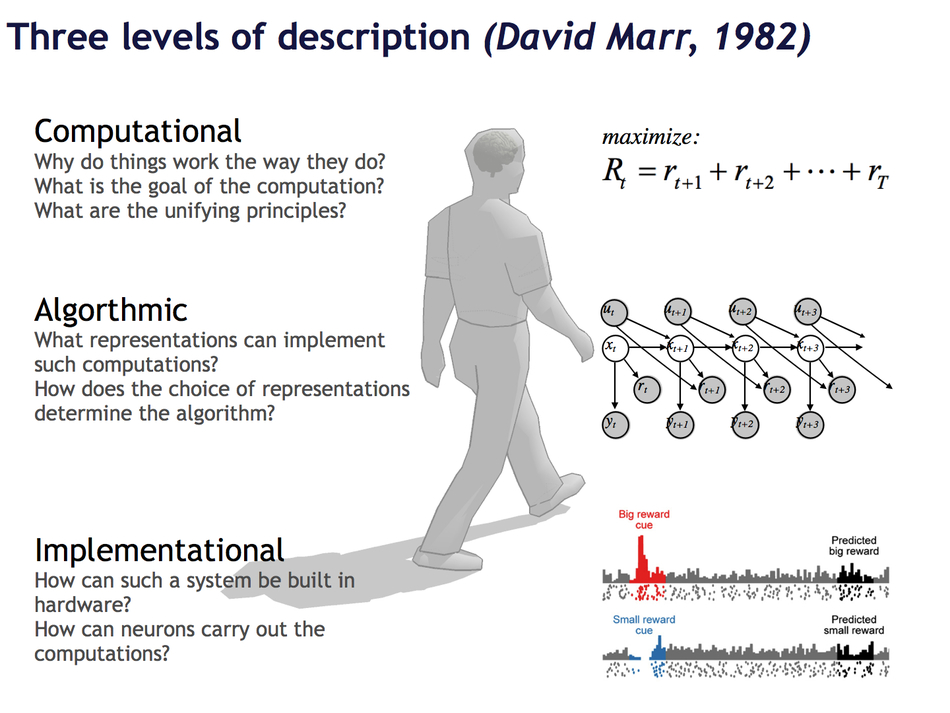 Three levels of description (David Marr, 1982)
Computational
Why do things work the way they do?
What is the goal of the computation?
What are the unifying principles?
maximize:
R_t = r_{t+1} + r_{t+2} + ⋯ + r_T
Algorthmic
What representations can implement
such computations?
How does the choice of representations
determine the algorithm?
u_t u_{t+1} u_{t+2} u_{t+3}
x_t x_{t+1} x_{t+2} x_{t+3}
r_t r_{t+1} r_{t+2} r_{t+3}
y_t y_{t+1} y_{t+2} y_{t+3}
Implementational
How can such a system be built in
hardware?
How can neurons carry out the
computations?
Big reward
cue
Predicted
big reward
Small reward
cue
Predicted
small reward